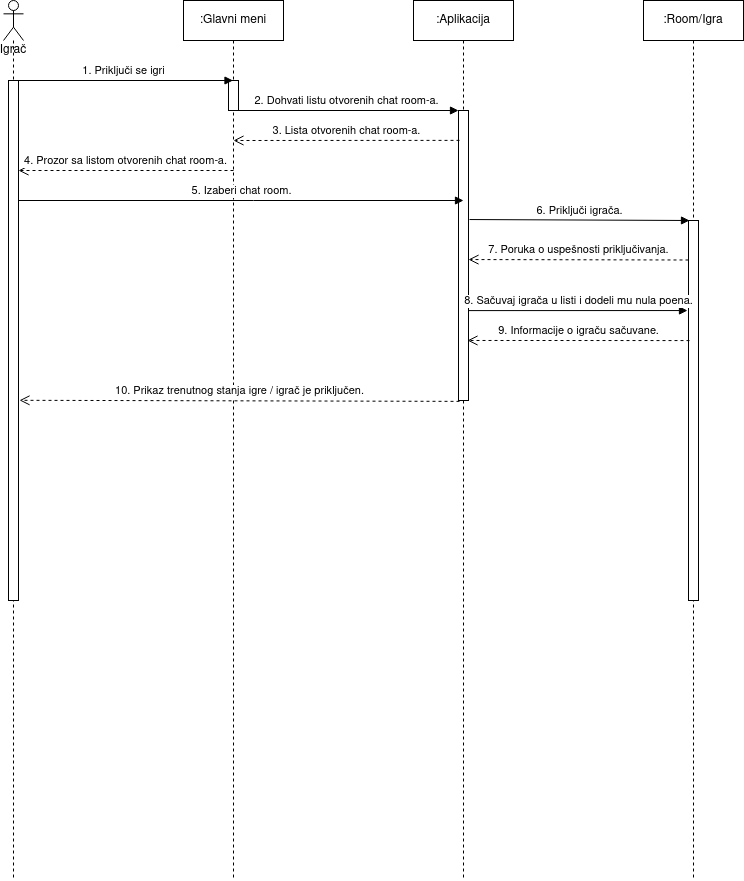 :Glavni meni
:Aplikacija
:Room/Igra
Igrač
1. Priključi se igri
2. Dohvati listu otvorenih chat room-a.
3. Lista otvorenih chat room-a.
4. Prozor sa listom otvorenih chat room-a.
5. Izaberi chat room.
6. Priključi igrača.
7. Poruka o uspešnosti priključivanja.
8. Sačuvaj igrača u listi i dodeli mu nula poena.
9. Informacije o igraču sačuvane.
10. Prikaz trenutnog stanja igre / igrač je priključen.